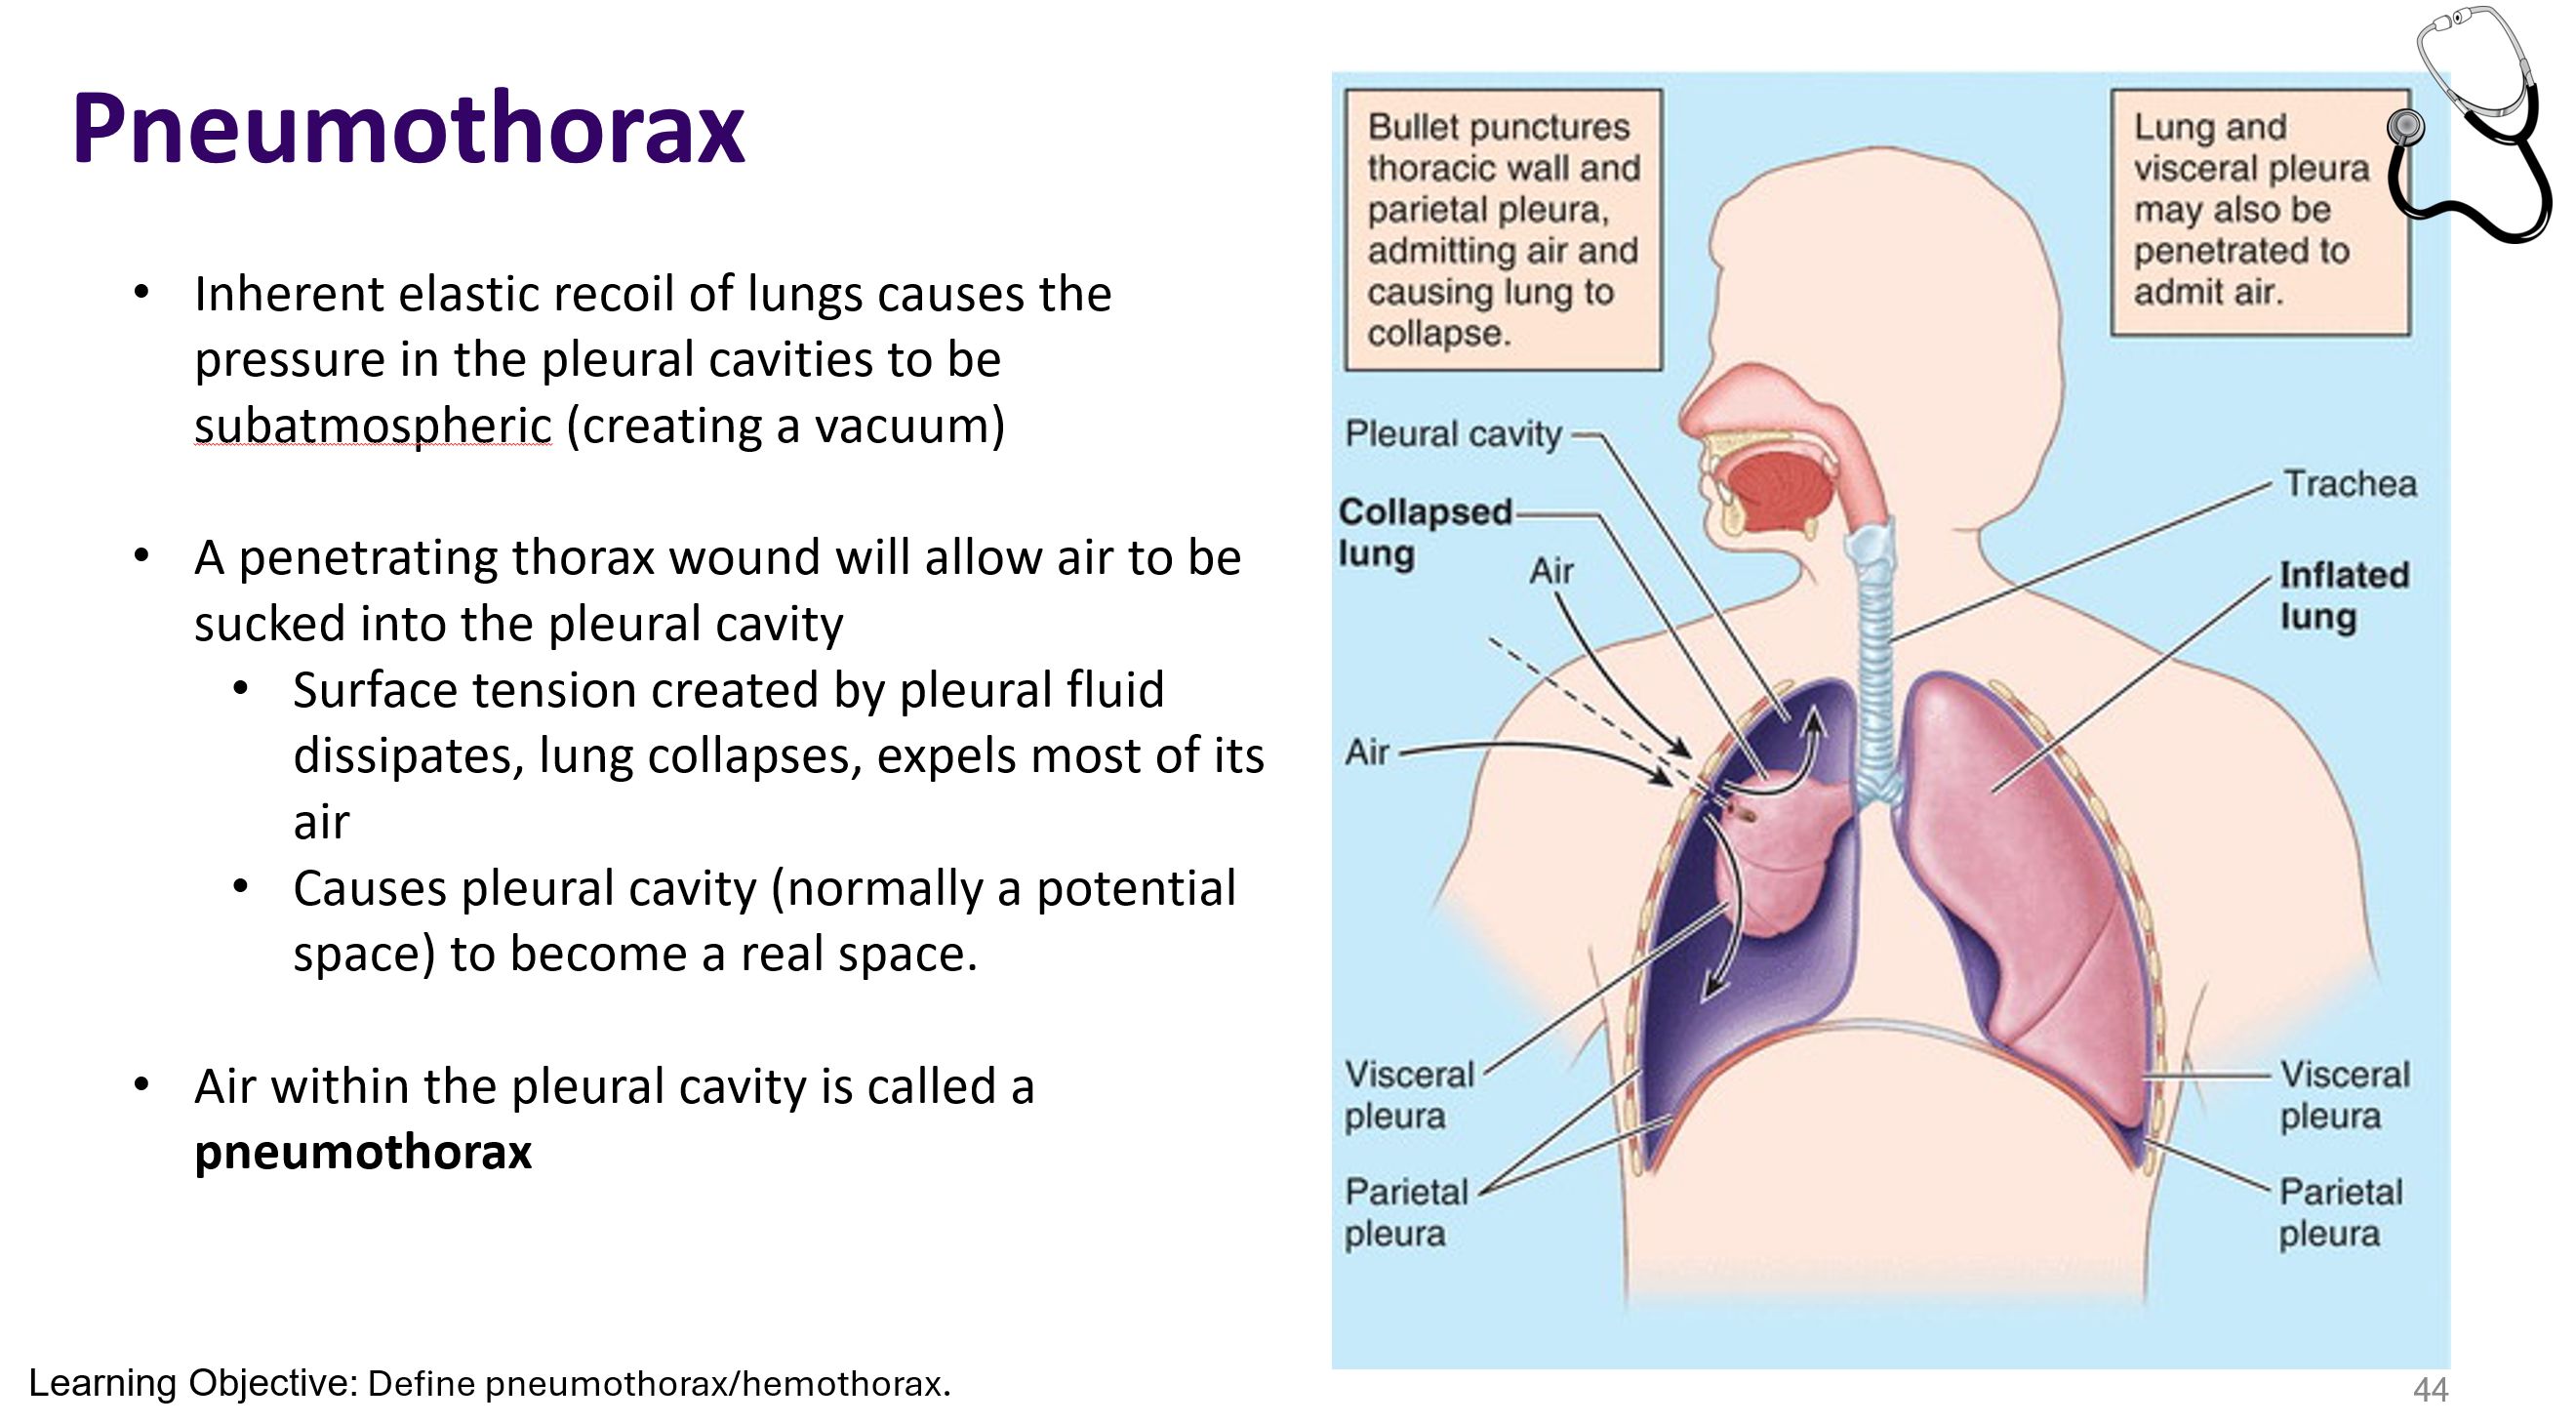 Pneumothorax
• Inherent elastic recoil of lungs causes the
pressure in the pleural cavities to be
subatmospheric (creating a vacuum)
• A penetrating thorax wound will allow air to be
sucked into the pleural cavity
• Surface tension created by pleural fluid
dissipates, lung collapses, expels most of its
air
• Causes pleural cavity (normally a potential
space) to become a real space.
• Air within the pleural cavity is called a
pneumothorax
Bullet punctures
thoracic wall and
parietal pleura,
admitting air and
causing lung to
collapse.
Lung and
visceral pleura
may also be
penetrated to
admit air.
Pleural cavity
Collapsed
lung
Air
Air
Visceral
pleura
Parietal
pleura
Trachea
Inflated
lung
Visceral
pleura
Parietal
pleura
Learning Objective: Define pneumothorax/hemothorax.
44